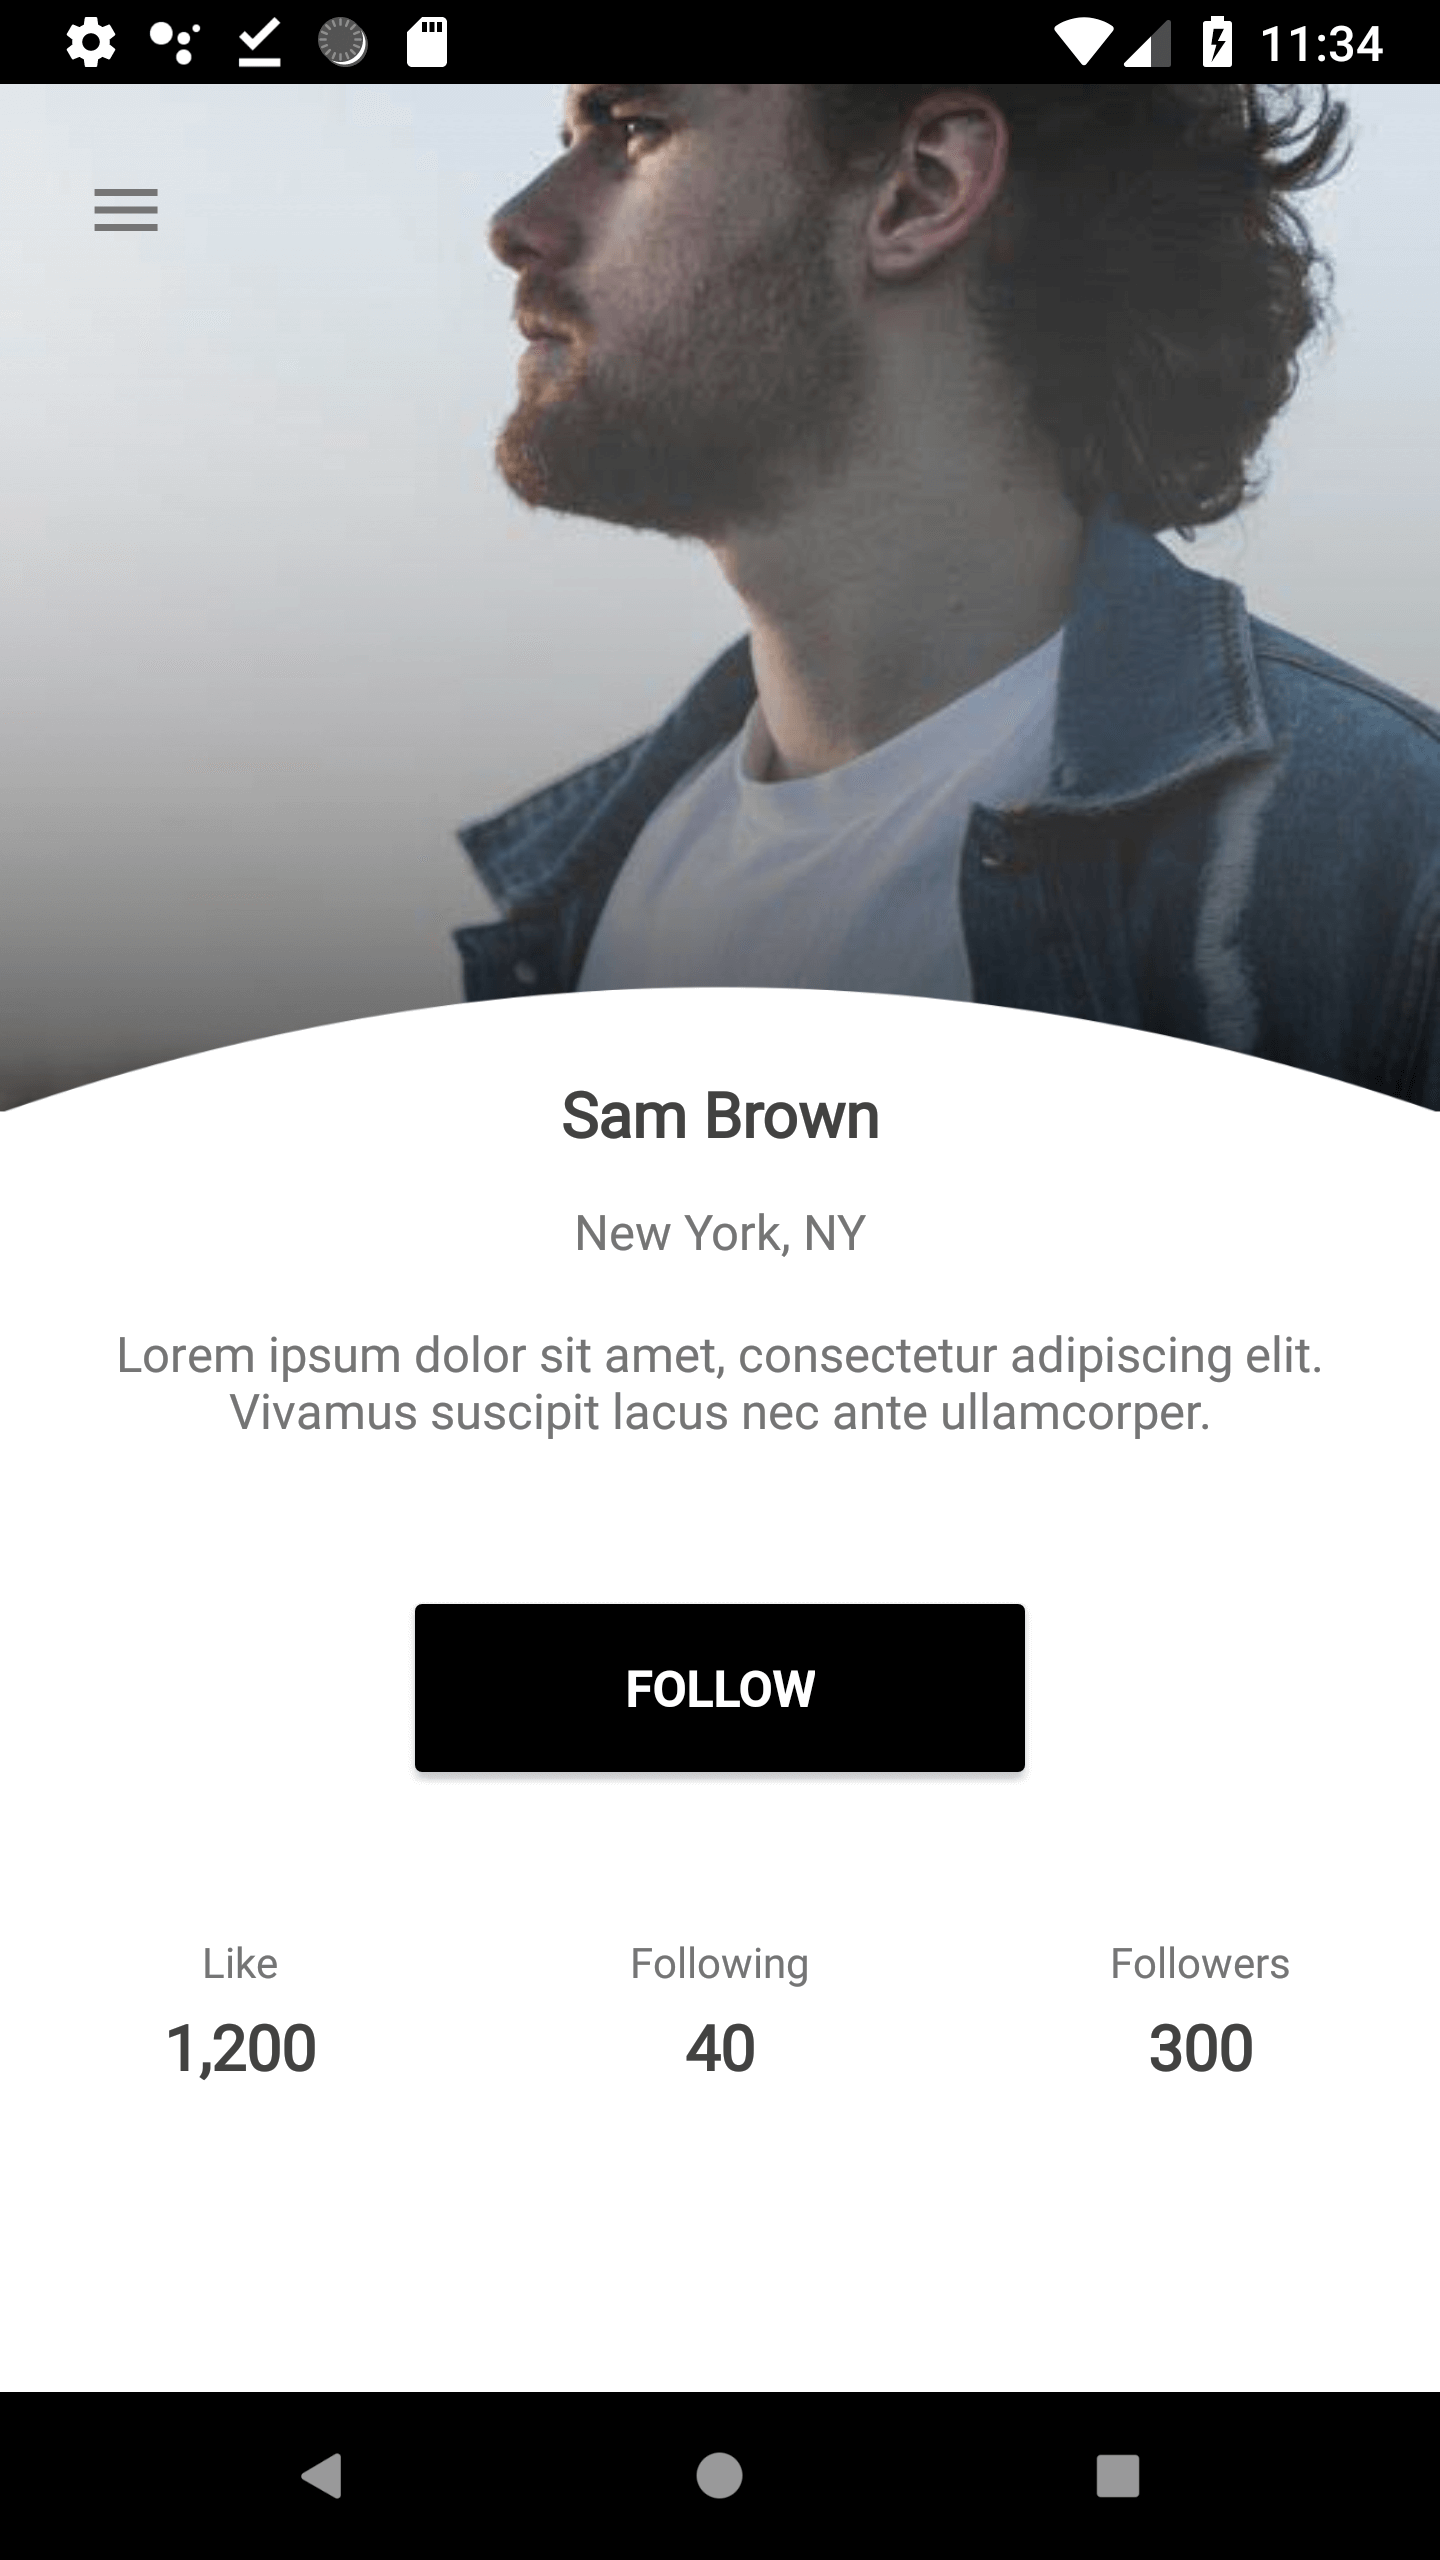 11:34
Sam Brown
New York, NY
Lorem ipsum dolor sit amet, consectetur adipiscing elit.
Vivamus suscipit lacus nec ante ullamcorper.
FOLLOW
Like Following Followers
1,200 40 300